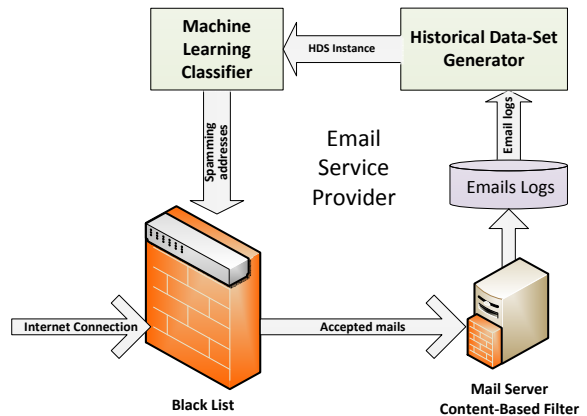 Machine
Learning
Classifier
HDS Instance
Historical Data-Set
Generator
Spamming
addresses
Email
Service
Provider
Email logs
Emails Logs
Internet Connection
Accepted mails
Black List
Mail Server
Content-Based Filter